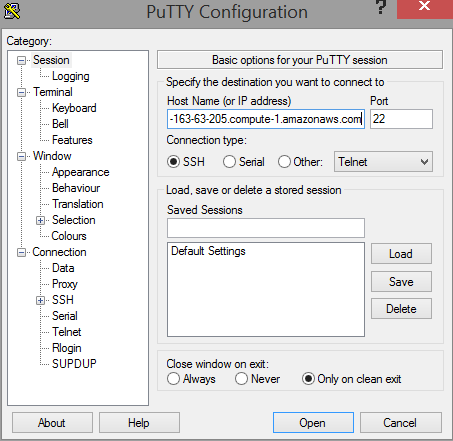 PuTTY Configuration
?
X
Category:
Session
Logging
Terminal
Keyboard
Bell
Features
Window
Appearance
Behaviour
Translation
Selection
Colours
Connection
Data
Proxy
SSH
Serial
Telnet
Rlogin
SUPDUP
Basic options for your PuTTY session
Specify the destination you want to connect to
Host Name (or IP address) Port
-163-63-205.compute-1.amazonaws.com 22
Connection type:
SSH Serial Other: Telnet
Load, save or delete a stored session
Saved Sessions
Default Settings
Load
Save
Delete
Close window on exit:
Always Never Only on clean exit
About Help Open Cancel